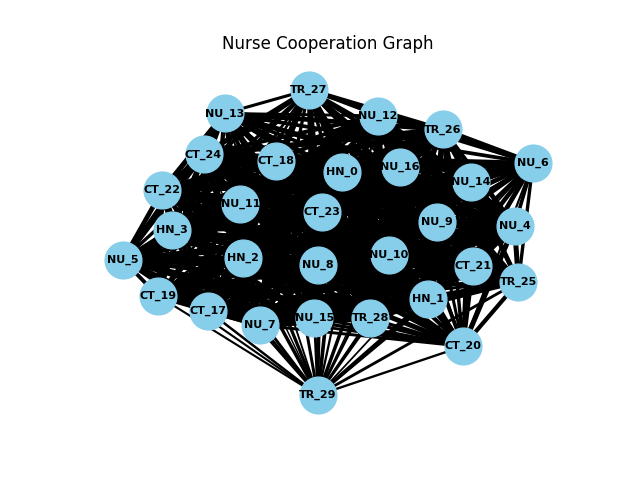 Nurse Cooperation Graph
TR_27
NU_13
NU_12
TR_26
CT_24
CT_18
NU_16
NU_6
HN_0
NU_14
CT_22
NU_11
CT_23
NU_9
NU_4
HN_3
NU_10
HN_2
NU_5
NU_8
CT_21
TR_25
CT_19
HN_1
CT_17
NU_15
TR_28
NU_7
CT_20
TR_29